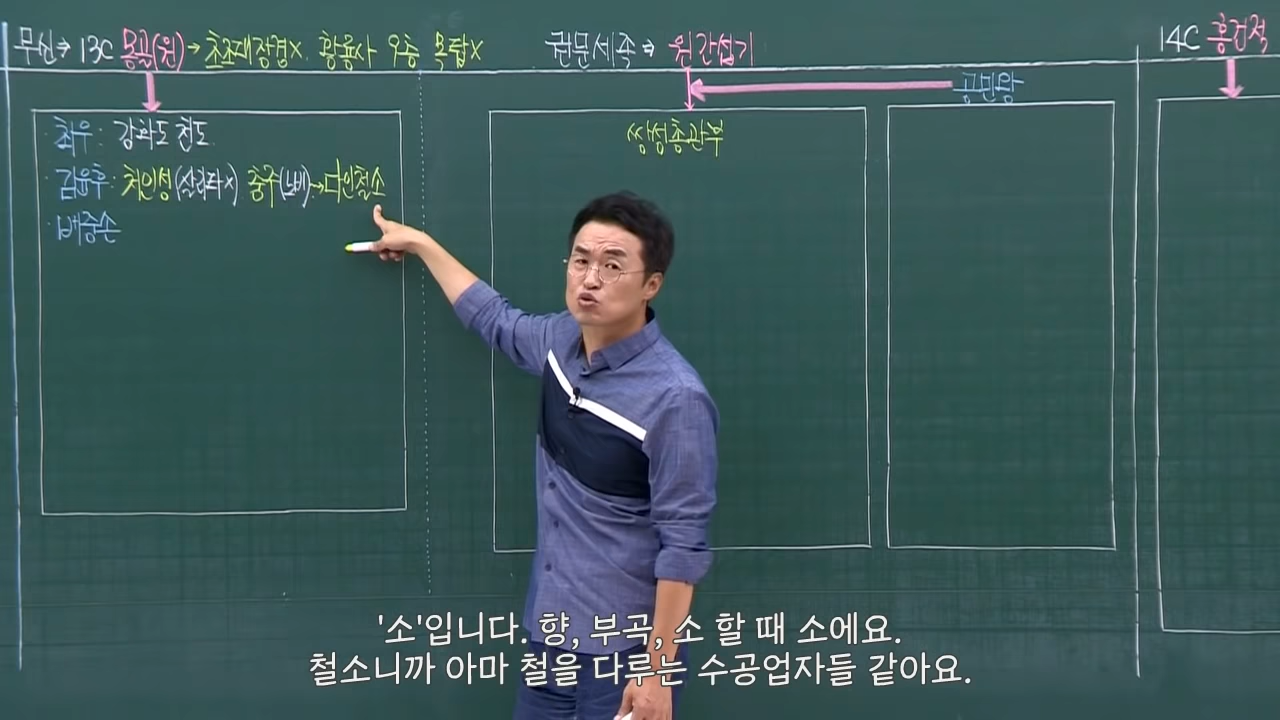 무신→ 13C 몽골(원)→ 초조대장경X. 황룡사 9층 목탑X
권문세족⇒ 원간섭기
14C 홍건적
공민왕
· 최우: 강화도 천도.
· 김윤후: 처인성(살리타X) 충주(노비)→다인철소
· 배중손
쌍성총관부
'소'입니다. 향, 부곡, 소 할 때 소에요.
철소니까 아마 철을 다루는 수공업자들 같아요.